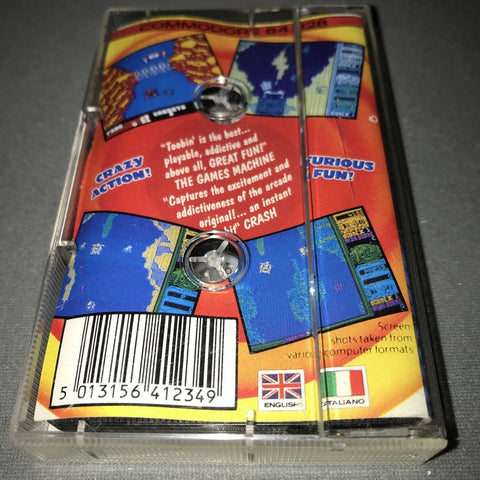 COMMODORE 64 128
"Toobin' is the best...
playable, addictive and
above all, GREAT FUN!"
THE GAMES MACHINE
"Captures the excitement and
addictiveness of the arcade
original!... an instant
CRASH
CRAZY
ACTION!
FURIOUS
FUN!
Screen
shots taken from
various computer formats
5 013156 412349
ENGLISH
ITALIANO